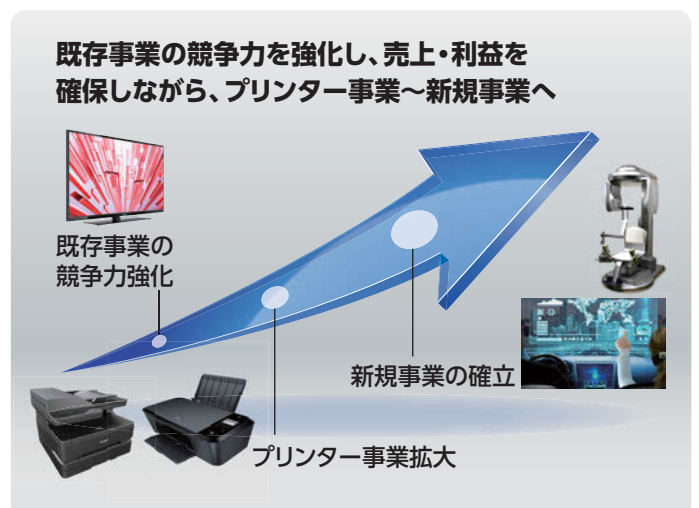 既存事業の競争力を強化し、売上・利益を
確保しながら、プリンター事業～新規事業へ
既存事業の
競争力強化
新規事業の確立
プリンター事業拡大